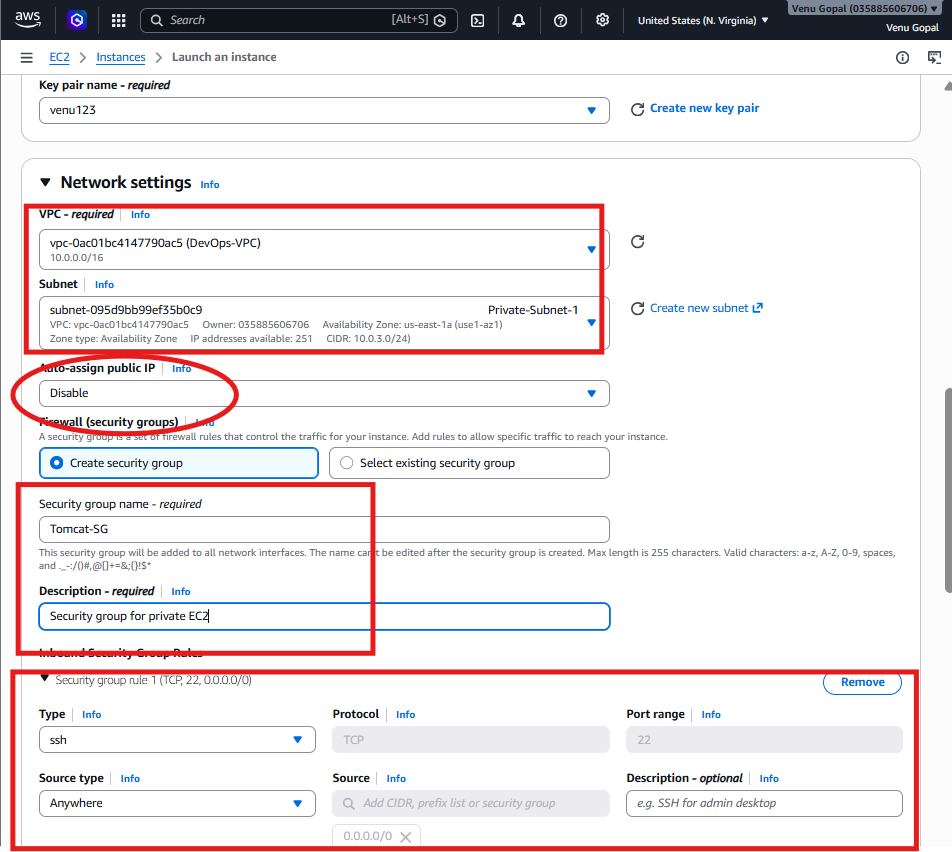 aws
Search
[Alt+S]
United States (N. Virginia)
Venu Gopal (035885606706)
Venu Gopal
EC2 > Instances > Launch an instance
Key pair name - required
venu123
Create new key pair
Network settings Info
VPC - required Info
vpc-0ac01bc4147790ac5 (DevOps-VPC)
10.0.0.0/16
Subnet Info
subnet-095d9bb99ef35b0c9 Private-Subnet-1
VPC: vpc-0ac01bc4147790ac5 Owner: 035885606706 Availability Zone: us-east-1a (use1-az1)
Zone type: Availability Zone IP addresses available: 251 CIDR: 10.0.3.0/24)
Create new subnet
Auto-assign public IP Info
Disable
Firewall (security groups) Info
A security group is a set of firewall rules that control the traffic for your instance. Add rules to allow specific traffic to reach your instance.
Create security group
Select existing security group
Security group name - required
Tomcat-SG
This security group will be added to all network interfaces. The name can't be edited after the security group is created. Max length is 255 characters. Valid characters: a-z, A-Z, 0-9, spaces,
and ._-:/()#,@[]+=&;{}!$*
Description - required Info
Security group for private EC2
Inbound Security Group Rules
Security group rule 1 (TCP, 22, 0.0.0.0/0)
Remove
Type Info
Protocol Info
Port range Info
ssh
TCP
22
Source type Info
Source Info
Description - optional Info
Anywhere
Add CIDR, prefix list or security group
e.g. SSH for admin desktop
0.0.0.0/0